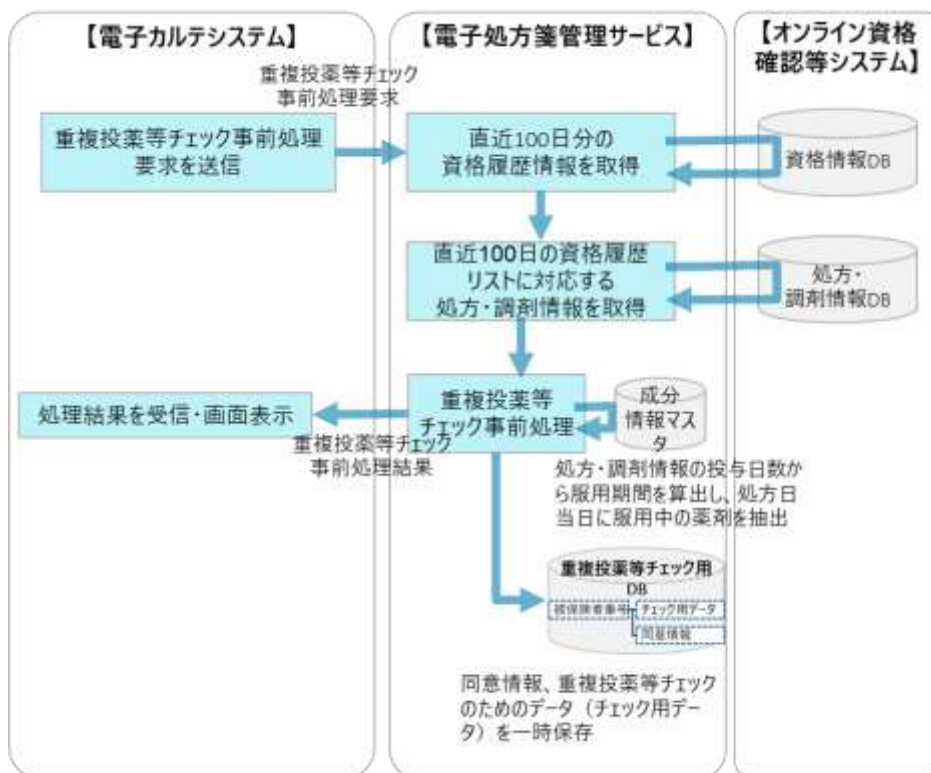 【電子カルテシステム】
重複投薬等チェック
事前処理要求
重複投薬等チェック事前処理
要求を送信
処理結果を受信・画面表示
重複投薬等チェック
事前処理結果
【電子処方箋管理サービス】
直近100日分の
資格履歴情報を取得
直近100日の資格履歴
リストに対応する
処方・調剤情報を取得
重複投薬等
チェック事前処理
成分
情報マス
タ
処方・調剤情報の投与日数か
ら服用期間を算出し、処方日
当日に服用中の薬剤を抽出
重複投薬等チェック用
DB
被保険者番号
チェック用データ
同意情報
同意情報、重複投薬等チェック
のためのデータ（チェック用デー
タ）を一時保存
【オンライン資格
確認等システム】
資格情報DB
処方・
調剤情報DB